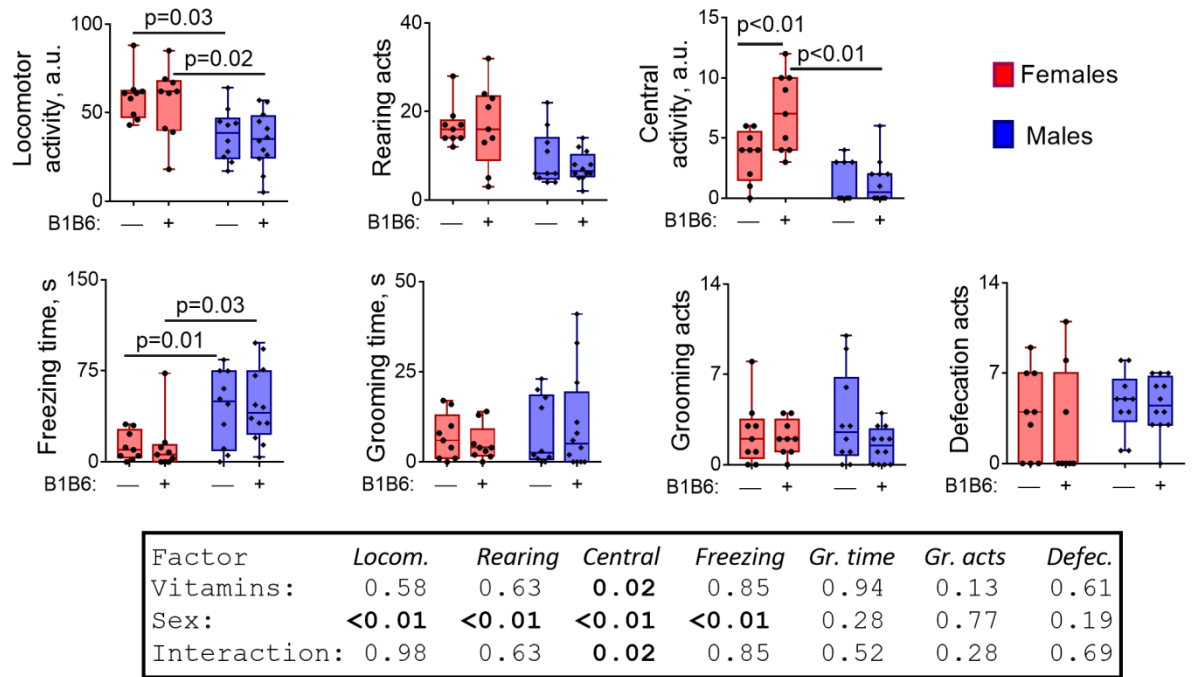 Locomotor activity, a.u.
100
50
0
p=0.03
p=0.02
B1B6: — + — +
Rearing acts
40
20
0
B1B6: — + — +
Central activity, a.u.
15
10
5
0
p<0.01
p<0.01
B1B6: — + — +
Females
Males
Freezing time, s
150
75
0
p=0.03
p=0.01
B1B6: — + — +
Grooming time, s
50
25
0
B1B6: — + — +
Grooming acts
14
7
0
B1B6: — + — +
Defecation acts
14
7
0
B1B6: — + — +
Factor Locom. Rearing Central Freezing Gr. time Gr. acts Defec.
Vitamins: 0.58 0.63 0.02 0.85 0.94 0.13 0.61
Sex: <0.01 <0.01 <0.01 <0.01 0.28 0.77 0.19
Interaction: 0.98 0.63 0.02 0.85 0.52 0.28 0.69